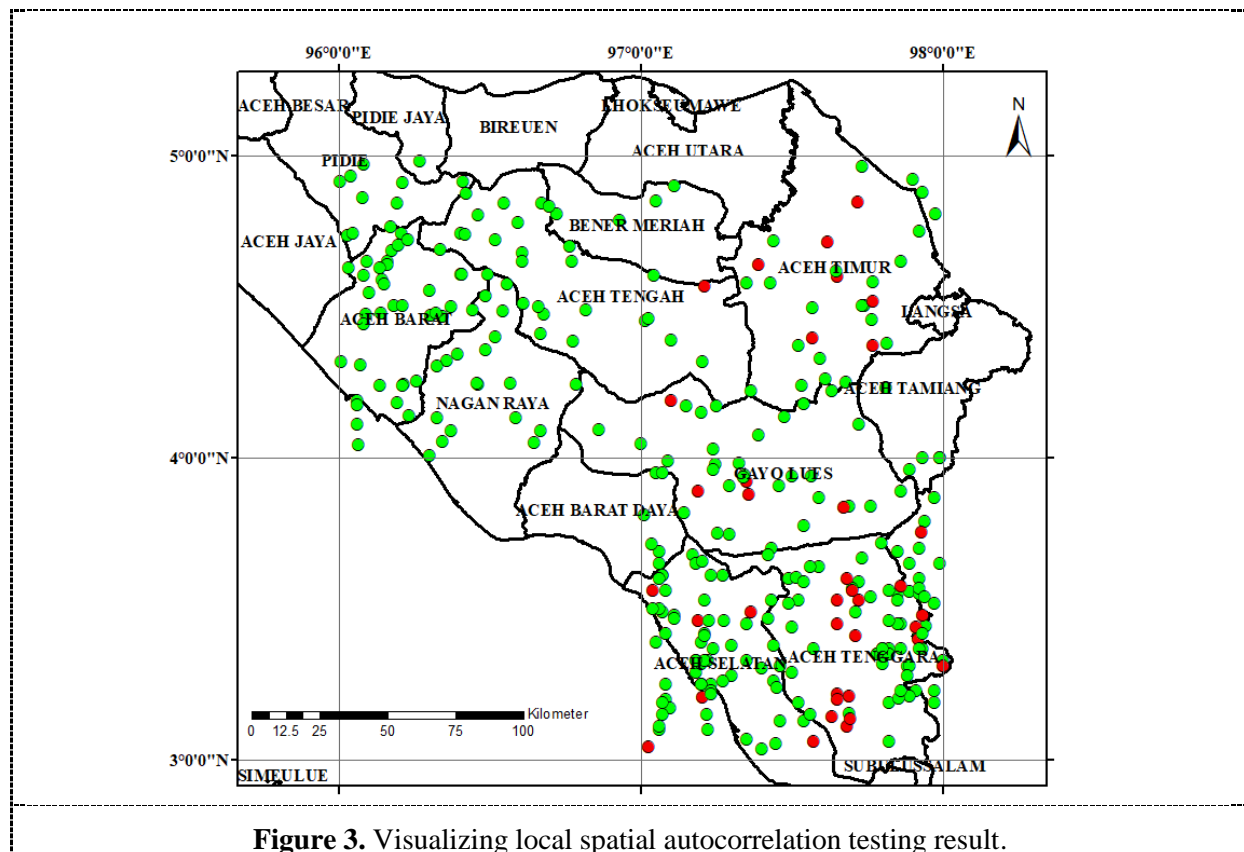 96°0'0"E 97°0'0"E 98°0'0"E
N
ACEH BESAR
PIDIE JAYA
LHOKSEUMAWE
BIREUEN
ACEH UTARA
5°0'0"N
PIDIE
BENER MERIAH
ACEH JAYA
ACEH TIMUR
ACEH TENGAH
LANGSA
ACEH BARAT
ACEH TAMIANG
NAGAN RAYA
4°0'0"N
GAYO LUES
ACEH BARAT DAYA
ACEH SELATAN
ACEH TENGGARA
Kilometer
0 12.5 25 50 75 100
3°0'0"N
SUBULUSSALAM
SIMEULUE
Figure 3. Visualizing local spatial autocorrelation testing result.